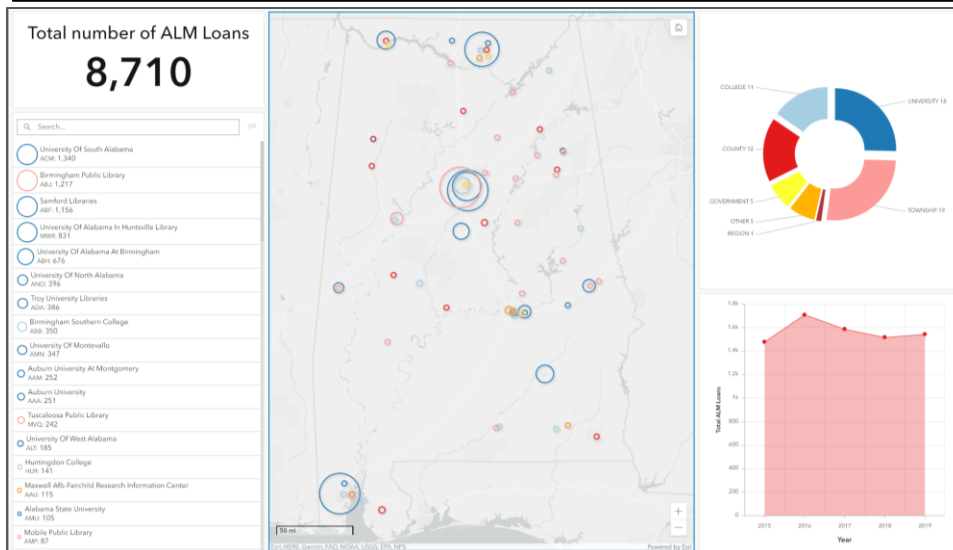 Total number of ALM Loans
8,710
Search...
University Of South Alabama
ACM: 1,340
Birmingham Public Library
ABJ: 1,217
Samford Libraries
ABF: 1,156
University Of Alabama In Huntsville Library
MWR: 831
University Of Alabama At Birmingham
ABH: 676
University Of North Alabama
ANO: 396
Troy University Libraries
ADA: 386
Birmingham Southern College
ABB: 350
University Of Montevallo
AMN: 347
Auburn University At Montgomery
AAM: 252
Auburn University
AAA: 251
Tuscaloosa Public Library
MVQ: 242
University Of West Alabama
ALT: 185
Huntingdon College
HU9: 141
Maxwell Afb-Fairchild Research Information Center
AAU: 115
Alabama State University
AMU: 105
Mobile Public Library
AMP: 87
50 mi
Esri, HERE, Garmin, FAO, NOAA, USGS, EPA, NPS
Powered by Esri
COLLEGE 11
UNIVERSITY 18
COUNTY 12
GOVERNMENT 5
OTHER 5
REGION 1
TOWNSHIP 19
1.8k
1.6k
1.4k
1.2k
1k
800
600
400
200
0
Total ALM Loans
2015
2016
2017
2018
2019
Year